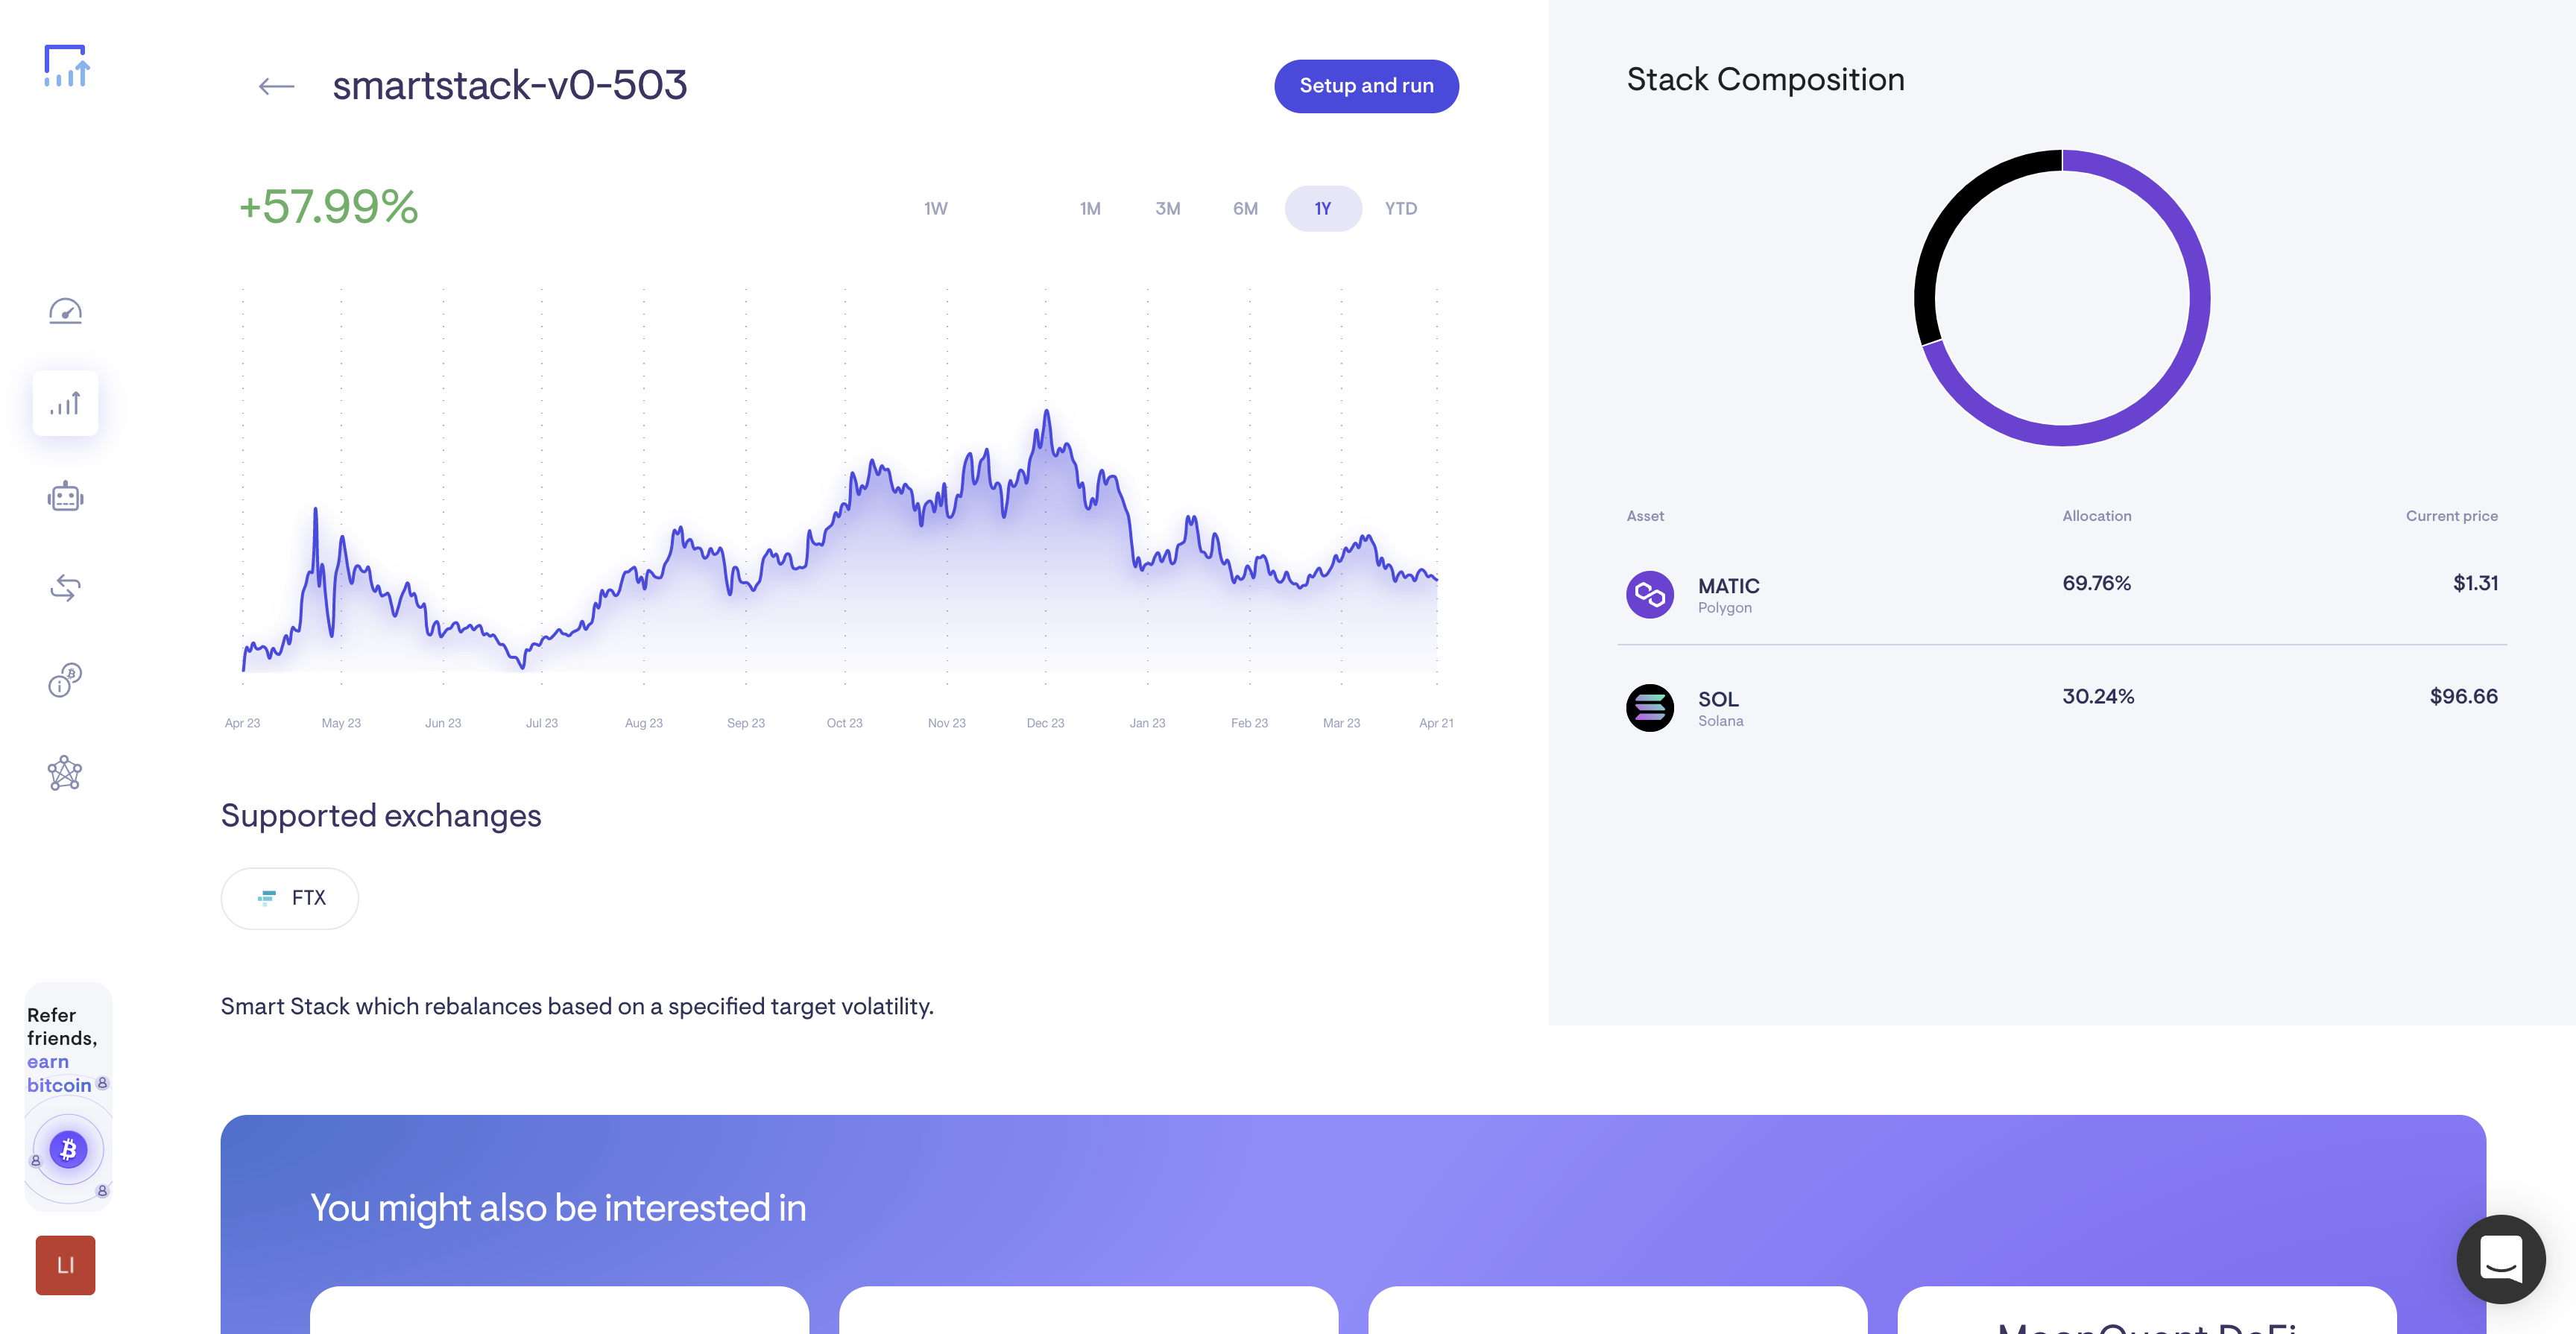 smartstack-v0-503
Setup and run
+57.99%
1W 1M 3M 6M 1Y YTD
Apr 23 May 23 Jun 23 Jul 23 Aug 23 Sep 23 Oct 23 Nov 23 Dec 23 Jan 23 Feb 23 Mar 23 Apr 21
Supported exchanges
FTX
Smart Stack which rebalances based on a specified target volatility.
Stack Composition
Asset Allocation Current price
MATIC 69.76% $1.31
Polygon
SOL 30.24% $96.66
Solana
Refer
friends,
earn
bitcoin
LI
You might also be interested in
MoonQuant DeFi